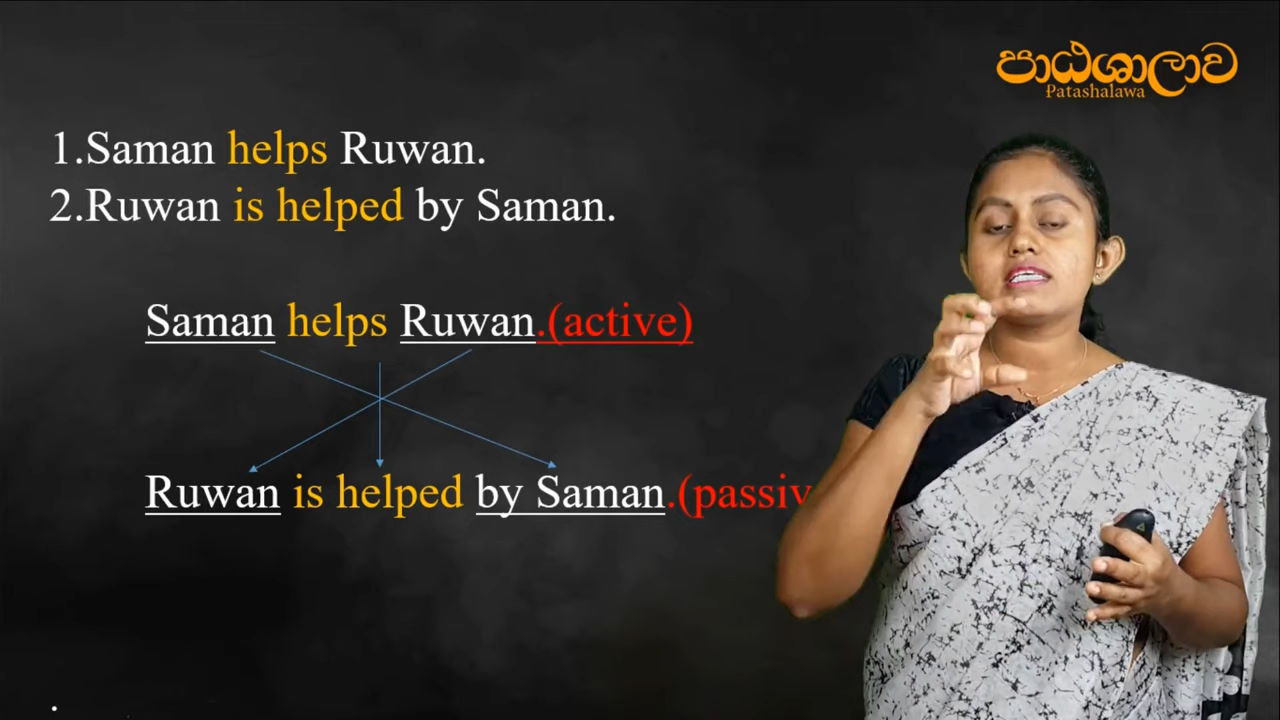 පාඨශාලාව
Patashalawa
1.Saman helps Ruwan.
2.Ruwan is helped by Saman.
Saman helps Ruwan.(active)
Ruwan is helped by Saman.(passiv
.